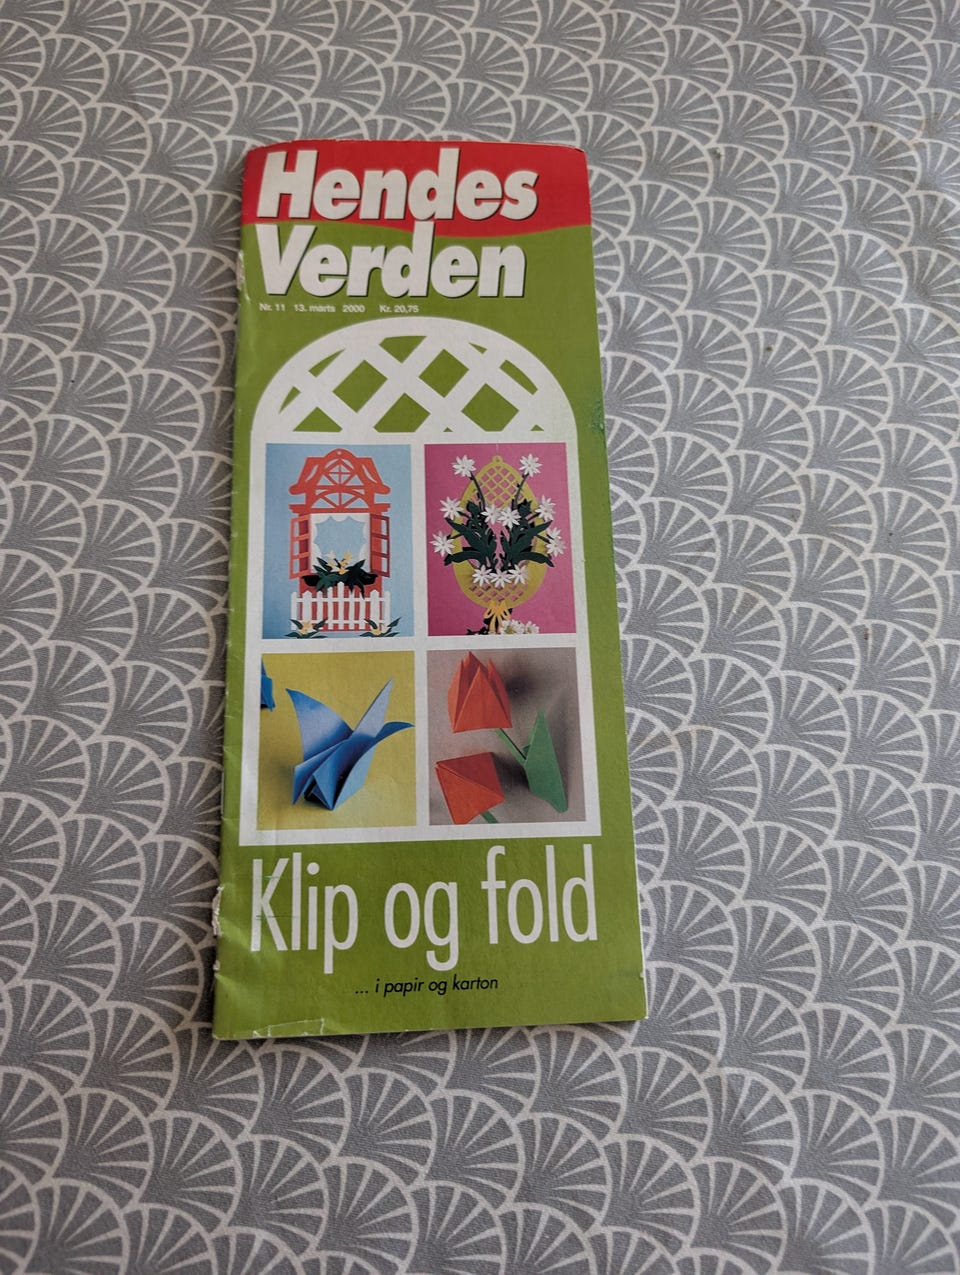 Hendes
Verden
Nr. 11 13. marts 2000 Kr. 20,75
Klip og fold
... i papir og karton